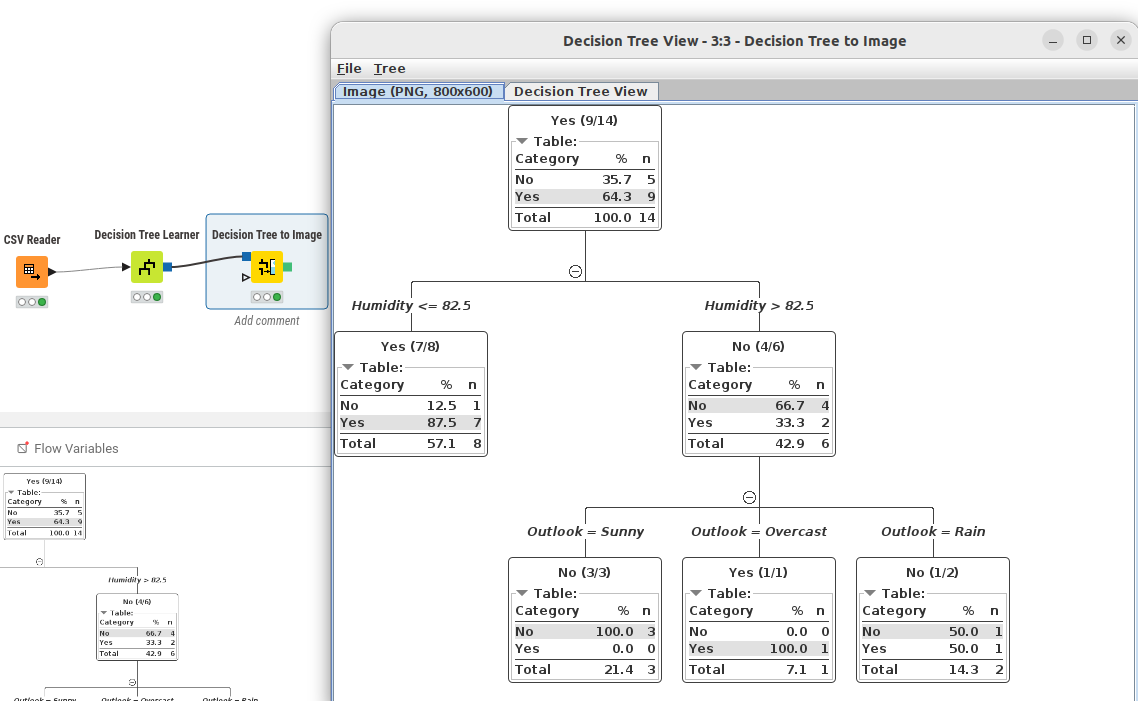 Decision Tree View - 3:3 - Decision Tree to Image
File Tree
Image (PNG, 800x600) Decision Tree View
Yes (9/14)
Table:
Category % n
No 35.7 5
Yes 64.3 9
Total 100.0 14
Humidity <= 82.5
Humidity > 82.5
Yes (7/8)
Table:
Category % n
No 12.5 1
Yes 87.5 7
Total 57.1 8
No (4/6)
Table:
Category % n
No 66.7 4
Yes 33.3 2
Total 42.9 6
Outlook = Sunny
Outlook = Overcast
Outlook = Rain
No (3/3)
Table:
Category % n
No 100.0 3
Yes 0.0 0
Total 21.4 3
Yes (1/1)
Table:
Category % n
No 0.0 0
Yes 100.0 1
Total 7.1 1
No (1/2)
Table:
Category % n
No 50.0 1
Yes 50.0 1
Total 14.3 2
CSV Reader
Decision Tree Learner
Decision Tree to Image
Add comment
Flow Variables
Yes (9/14)
Table:
Category % n
No 35.7 5
Yes 64.3 9
Total 100.0 14
Humidity > 82.5
No (4/6)
Table:
Category % n
No 66.7 4
Yes 33.3 2
Total 42.9 6
Outlook = Sunny
Outlook = Overcast
Outlook = Rain